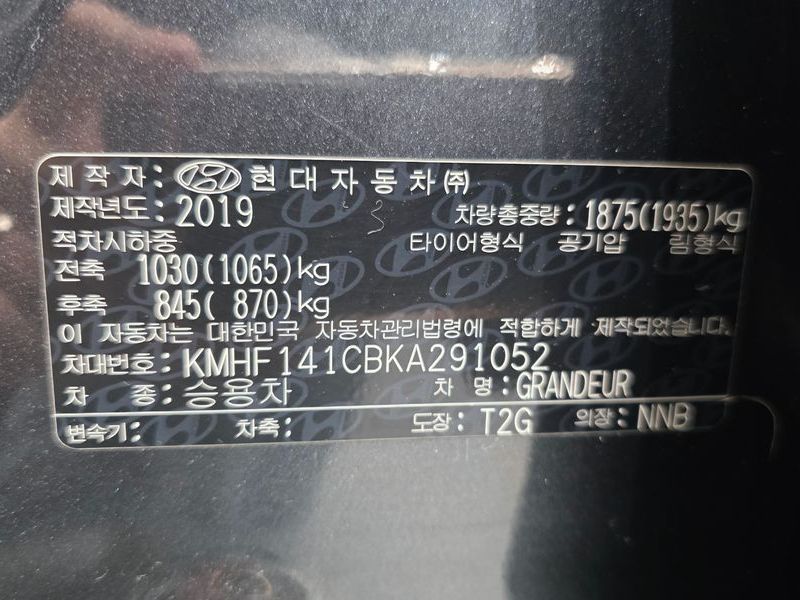 제 작 자 : 현대자동차(주)
제작년도 : 2019 차량총중량 : 1875(1935)kg
적차시하중 타이어형식 공기압 림형식
전축 1030(1065)kg
후축 845( 870)kg
이 자동차는 대한민국 자동차관리법령에 적합하게 제작되었습니다.
차대번호 : KMHF141CBKA291052
차 종 : 승용차 차 명 : GRANDEUR
변속기 : 차축 : 도장 : T2G 의장 : NNB